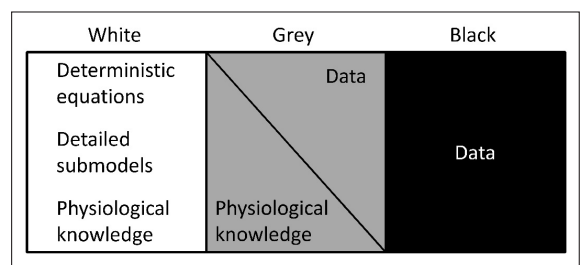 White
Grey
Black
Deterministic
equations
Detailed
submodels
Physiological
knowledge
Data
Physiological
knowledge
Data